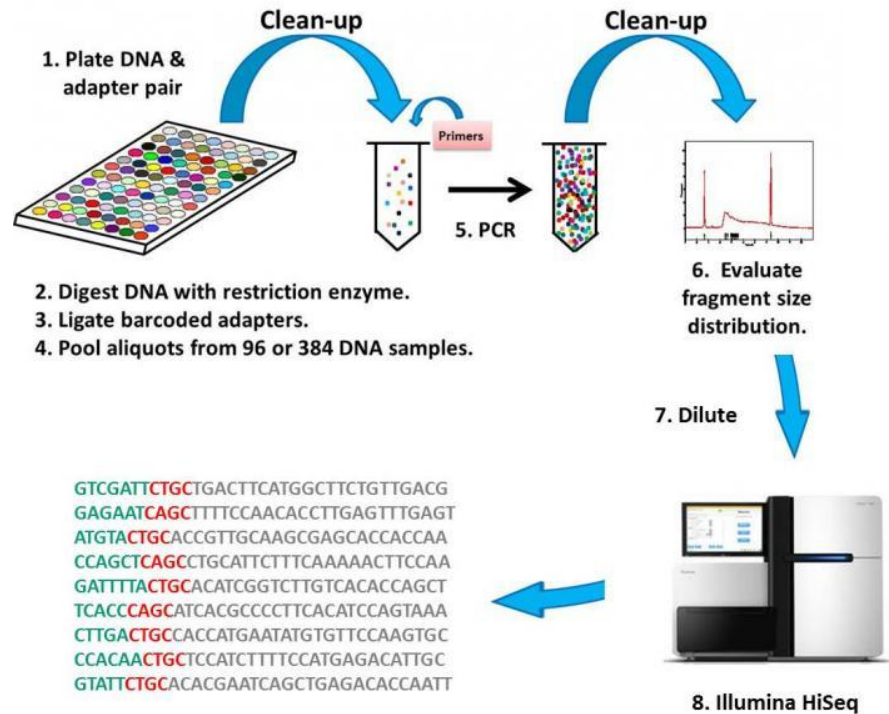 Clean-up
Clean-up
1. Plate DNA &
adapter pair
Primers
5. PCR
2. Digest DNA with restriction enzyme.
3. Ligate barcoded adapters.
4. Pool aliquots from 96 or 384 DNA samples.
6. Evaluate
fragment size
distribution.
7. Dilute
GTCGATTCTGCTGACTTCATGGCTTCTGTTGACG
GAGAATCAGCTTTTCCAACACCTTGAGTTTGAGT
ATGTACTGCACCGTTGCAAGCGAGCACCACCAA
CCAGCTCAGCCTGCATTCTTTCAAAAACTTCCAA
GATTTTACTGCACATCGGTCTTGTCACACCAGCT
TCACCCAGCATCACGCCCCTTCACATCCAGTAAA
CTTGACTGCCACCATGAATATGTGTTCCAAGTGC
CCACAACTGCTCCATCTTTTCCATGAGACATTGC
GTATTCTGCACACGAATCAGCTGAGACACCAATT
8. Illumina HiSeq